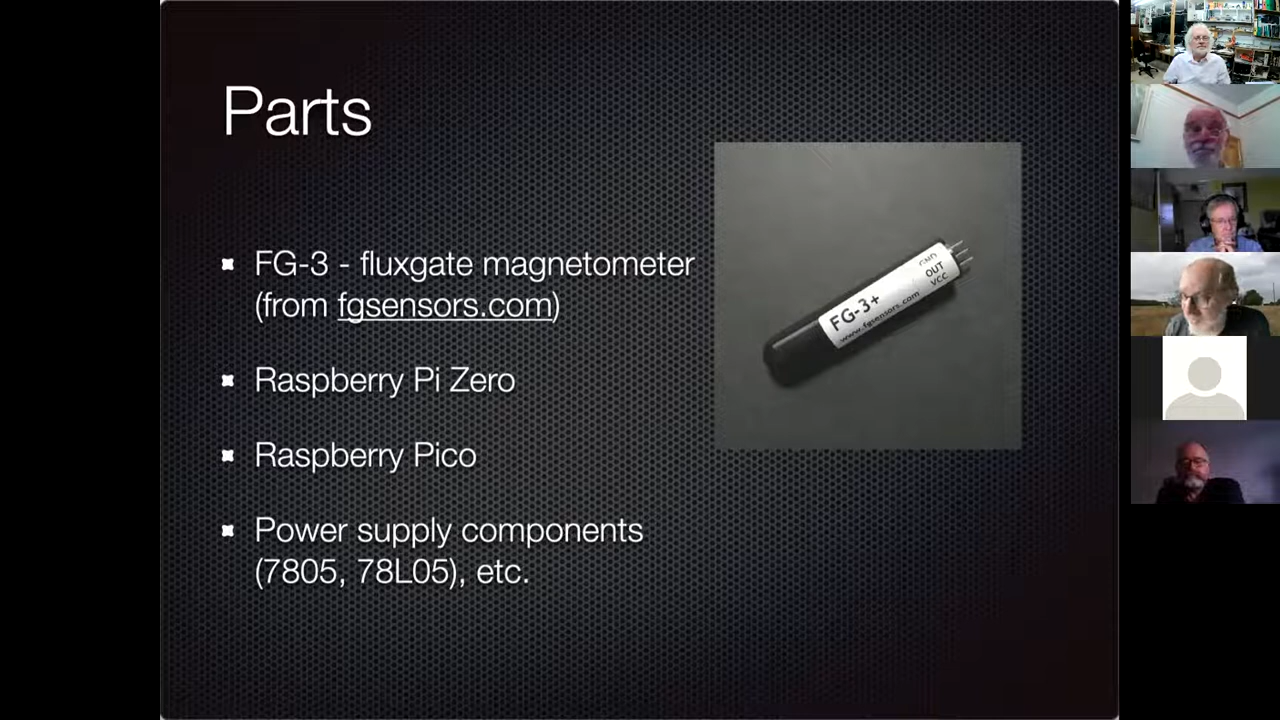 Parts
FG-3 - fluxgate magnetometer
(from fgsensors.com)
Raspberry Pi Zero
Raspberry Pico
Power supply components
(7805, 78L05), etc.
GND
OUT
VCC
FG-3+
www.fgsensors.com